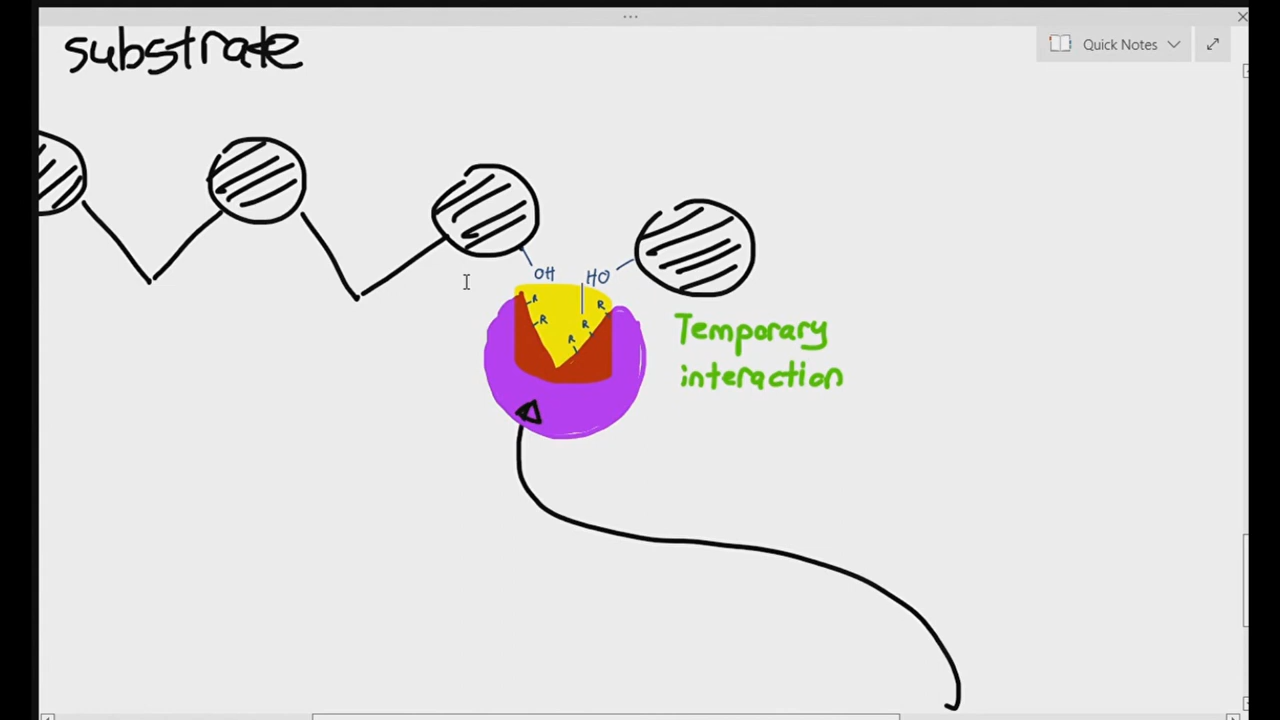 substrate
Quick Notes
OH HO
R
R
R
R
R
Temporary
interaction